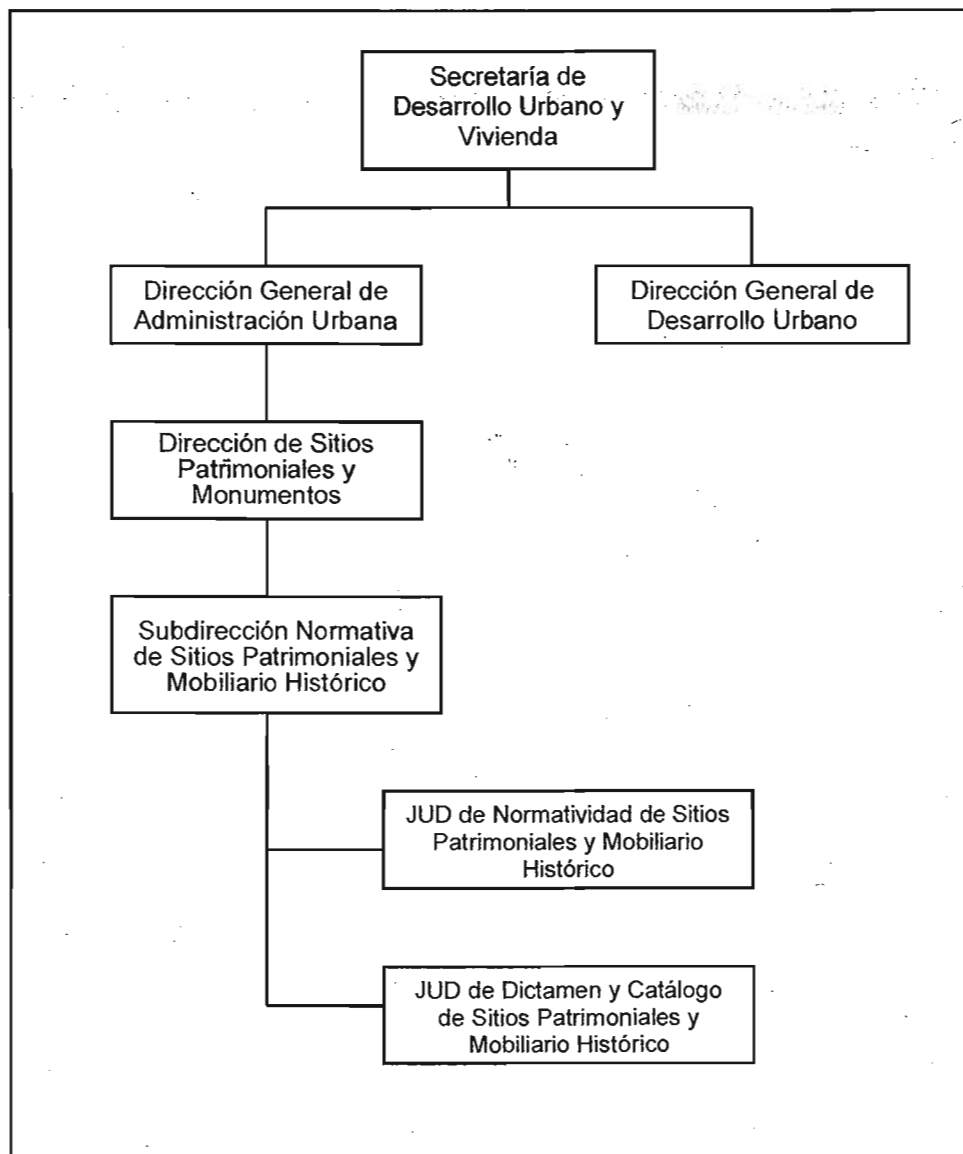 Secretaría de
Desarrollo Urbano y
Vivienda
Dirección General de
Administración Urbana
Dirección General de
Desarrollo Urbano
Dirección de Sitios
Patrimoniales y
Monumentos
Subdirección Normativa
de Sitios Patrimoniales y
Mobiliario Histórico
JUD de Normatividad de Sitios
Patrimoniales y Mobiliario
Histórico
JUD de Dictamen y Catálogo
de Sitios Patrimoniales y
Mobiliario Histórico